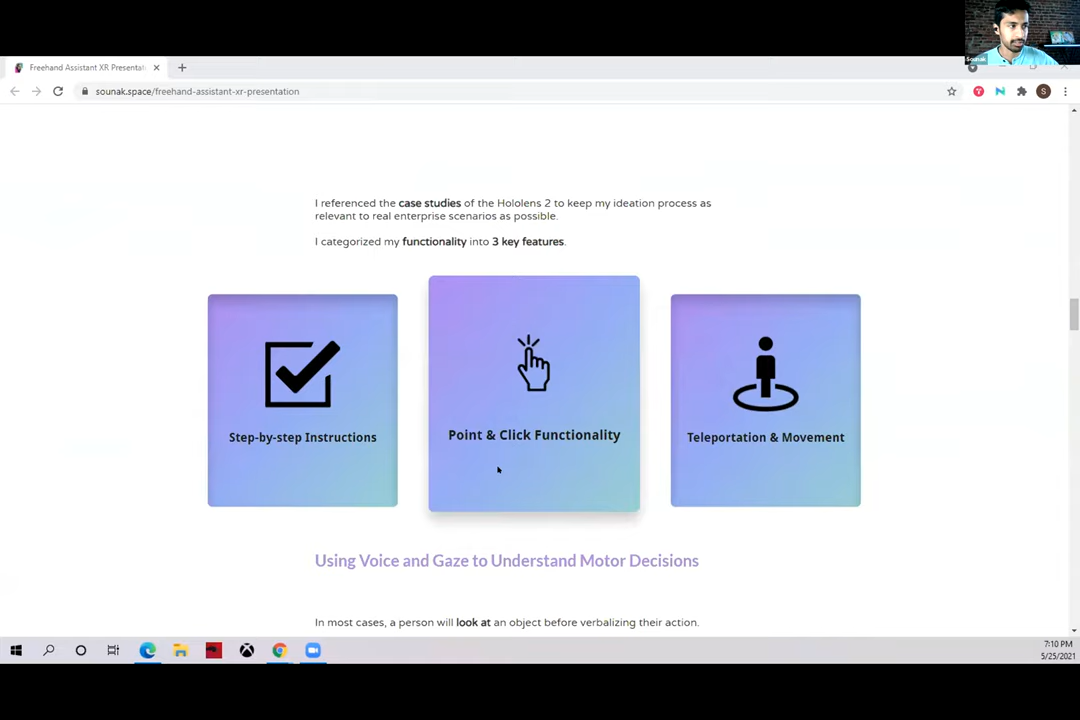 Sounak
Freehand Assistant XR Presentat
sounak.space/freehand-assistant-xr-presentation
S
I referenced the case studies of the Hololens 2 to keep my ideation process as
relevant to real enterprise scenarios as possible.
I categorized my functionality into 3 key features.
Step-by-step Instructions
Point & Click Functionality
Teleportation & Movement
Using Voice and Gaze to Understand Motor Decisions
In most cases, a person will look at an object before verbalizing their action.
7:10 PM
5/25/2021